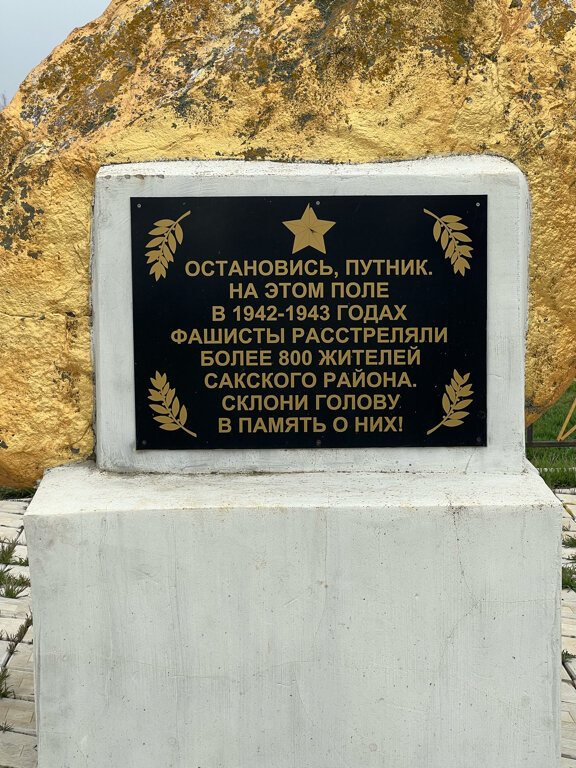 ОСТАНОВИСЬ, ПУТНИК.
НА ЭТОМ ПОЛЕ
В 1942-1943 ГОДАХ
ФАШИСТЫ РАССТРЕЛЯЛИ
БОЛЕЕ 800 ЖИТЕЛЕЙ
САКСКОГО РАЙОНА.
СКЛОНИ ГОЛОВУ
В ПАМЯТЬ О НИХ!